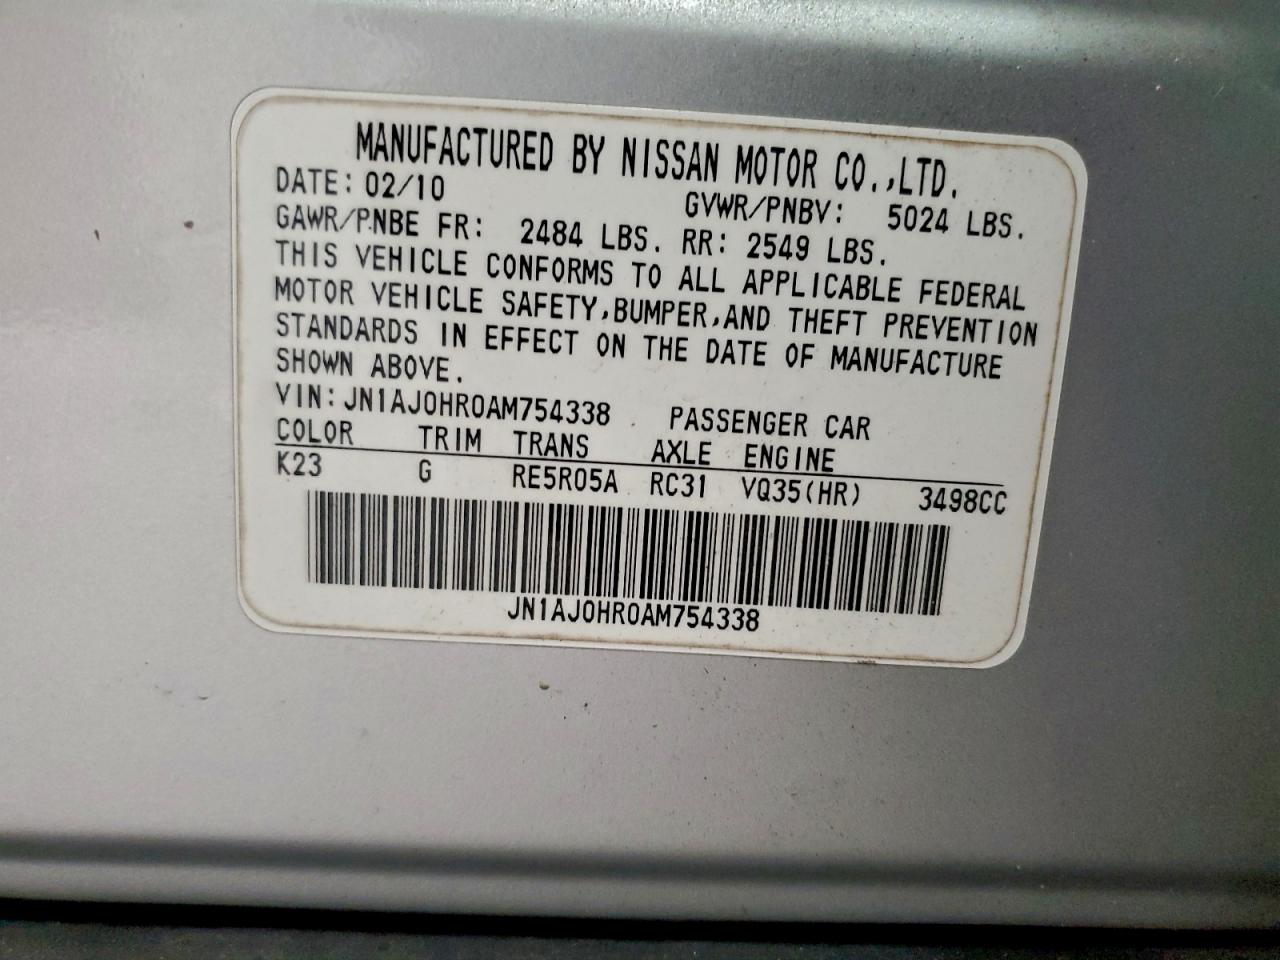 MANUFACTURED BY NISSAN MOTOR CO.,LTD.
DATE: 02/10 GVWR/PNBV: 5024 LBS.
GAWR/PNBE FR: 2484 LBS. RR: 2549 LBS.
THIS VEHICLE CONFORMS TO ALL APPLICABLE FEDERAL
MOTOR VEHICLE SAFETY,BUMPER,AND THEFT PREVENTION
STANDARDS IN EFFECT ON THE DATE OF MANUFACTURE
SHOWN ABOVE.
VIN: JN1AJ0HR0AM754338 PASSENGER CAR
COLOR TRIM TRANS AXLE ENGINE
K23 G RE5R05A RC31 VQ35(HR) 3498CC
JN1AJ0HR0AM754338